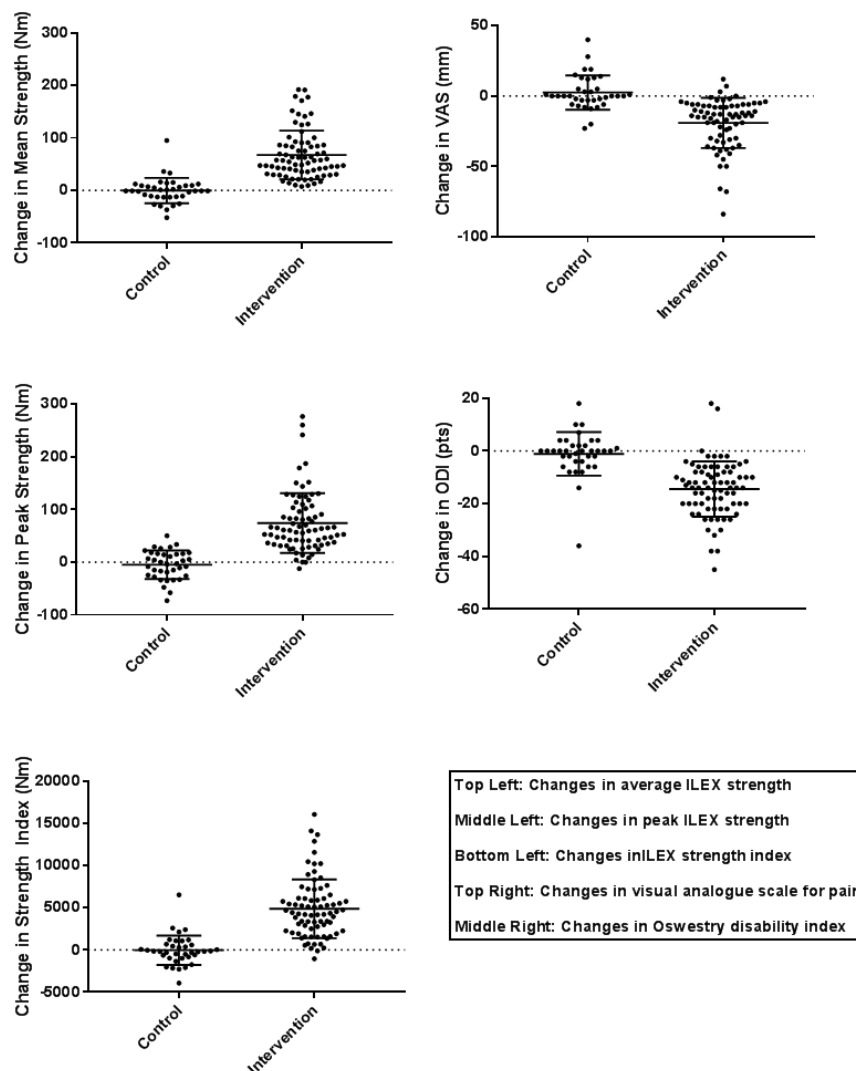 Change in Mean Strength (Nm)
300
200
100
0
-100
Control
Intervention
Change in VAS (mm)
50
0
-50
-100
Control
Intervention
Change in Peak Strength (Nm)
300
200
100
0
-100
Control
Intervention
Change in ODI (pts)
20
0
-20
-40
-60
Control
Intervention
Change in Strength Index (Nm)
20000
15000
10000
5000
0
-5000
Control
Intervention
Top Left: Changes in average ILEX strength
Middle Left: Changes in peak ILEX strength
Bottom Left: Changes inILEX strength index
Top Right: Changes in visual analogue scale for pain
Middle Right: Changes in Oswestry disability index